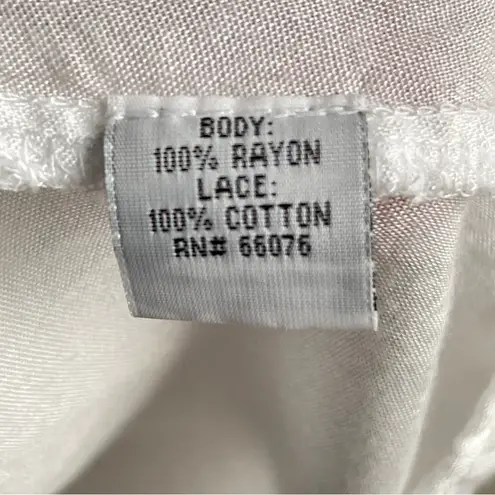 BODY:
100% RAYON
LACE:
100% COTTON
RN# 66076